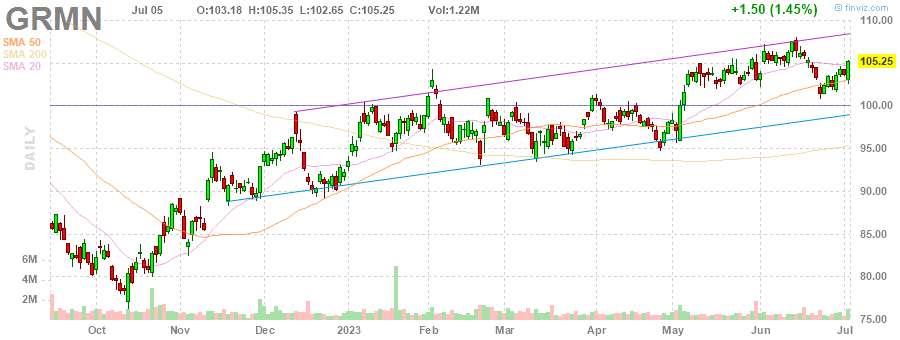 GRMN
Jul 05 O:103.18 H:105.35 L:102.65 C:105.25 Vol:1.22M +1.50 (1.45%)
© finviz.com
SMA 50
SMA 200
SMA 20
DAILY
110.00
105.25
100.00
95.00
90.00
85.00
80.00
75.00
6M
4M
2M
Oct Nov Dec 2023 Feb Mar Apr May Jun Jul